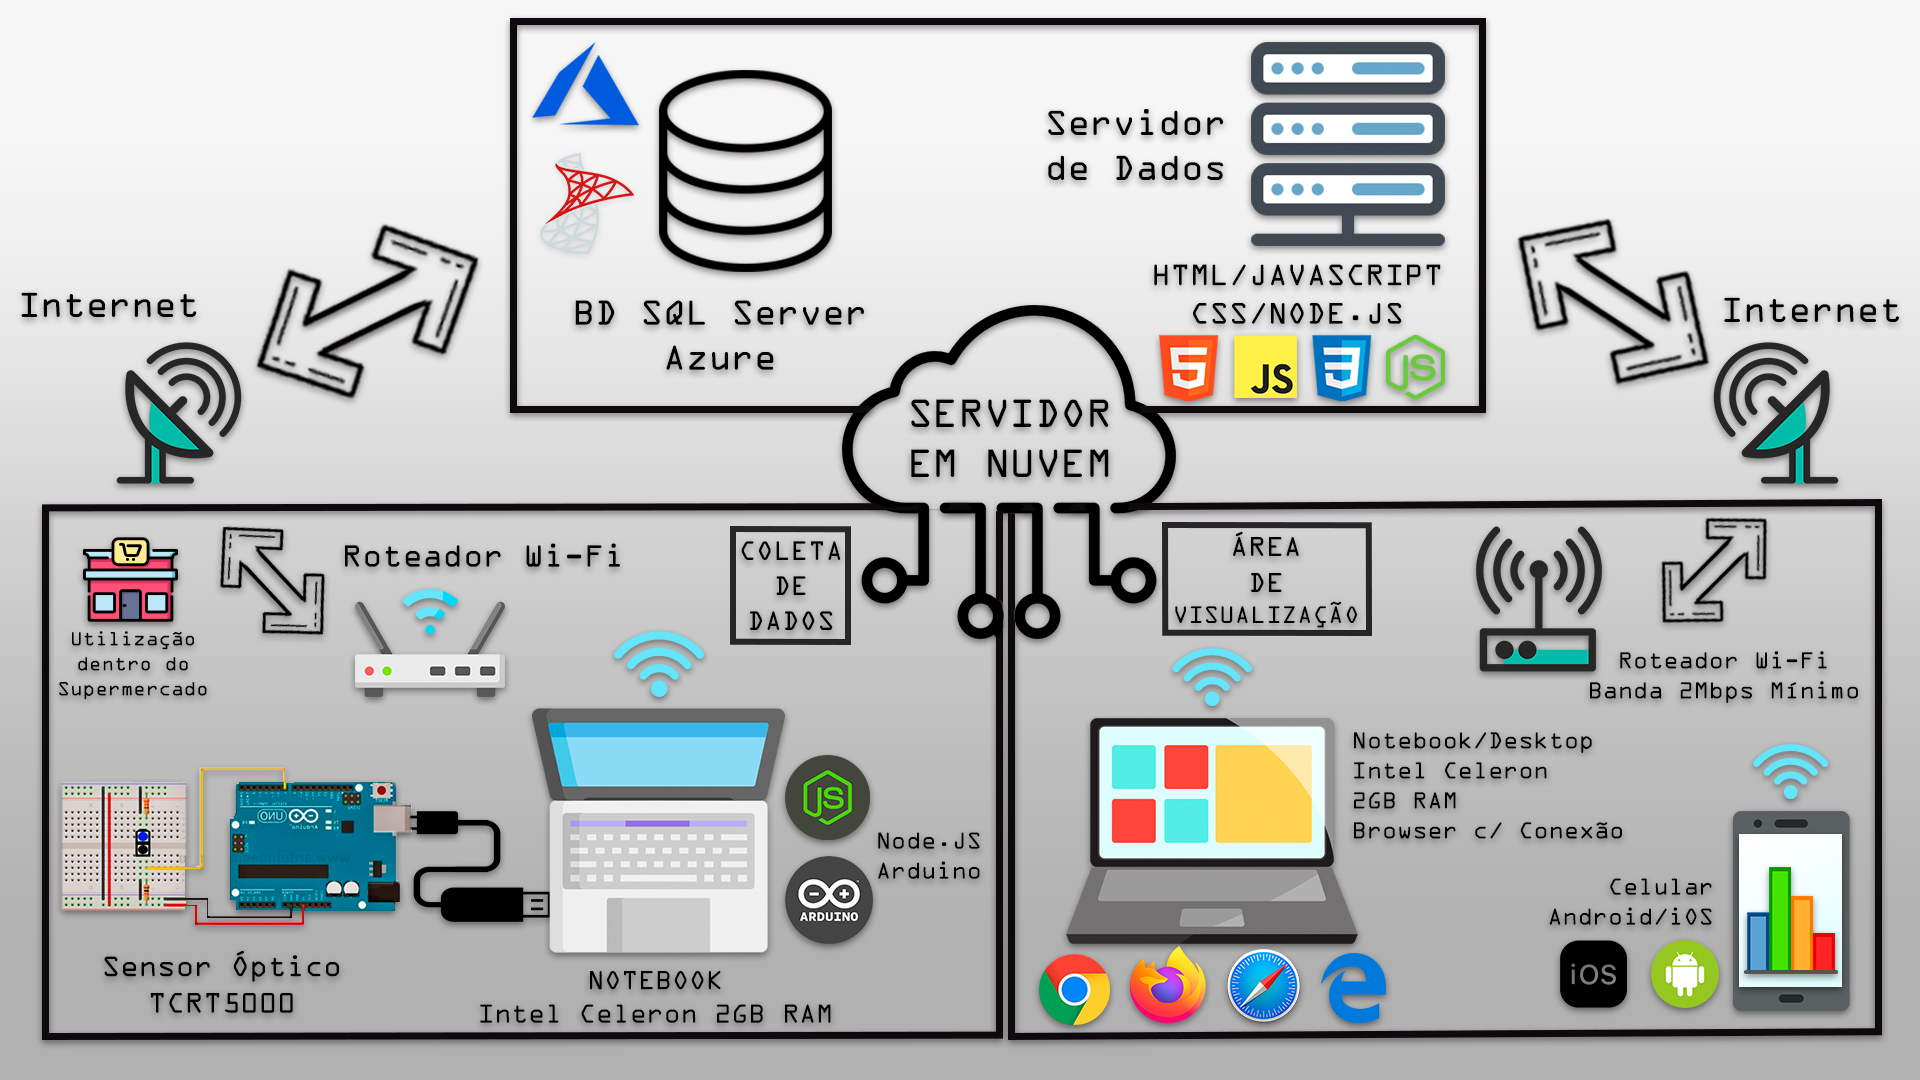 Servidor
de Dados
HTML/JAVASCRIPT
CSS/NODE.JS
JS
JS
BD SQL Server
Azure
Internet
Internet
SERVIDOR
EM NUVEM
COLETA
DE
DADOS
ÁREA
DE
VISUALIZAÇÃO
Roteador Wi-Fi
Utilização
dentro do
Supermercado
Roteador Wi-Fi
Banda 2Mbps Mínimo
Notebook/Desktop
Intel Celeron
2GB RAM
Browser c/ Conexão
JS
Node.JS
Arduino
ARDUINO
UNO
Celular
Android/iOS
iOS
Sensor Óptico
TCRT5000
NOTEBOOK
Intel Celeron 2GB RAM